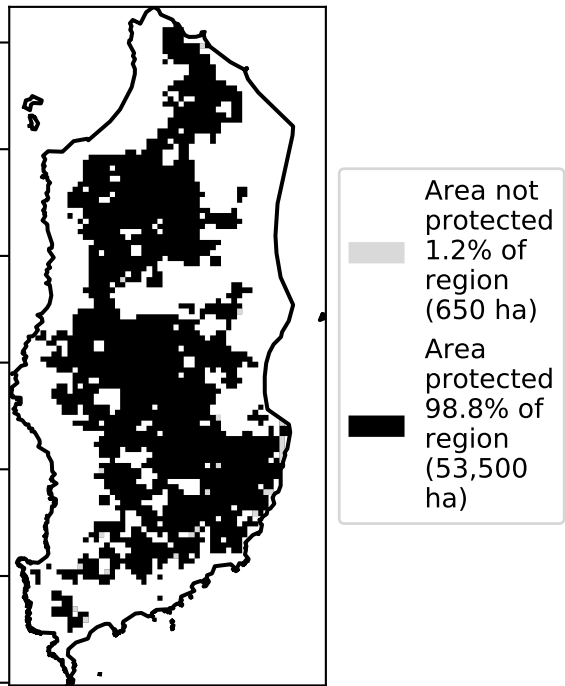 Area not
protected
1.2% of
region
(650 ha)
Area
protected
98.8% of
region
(53,500
ha)